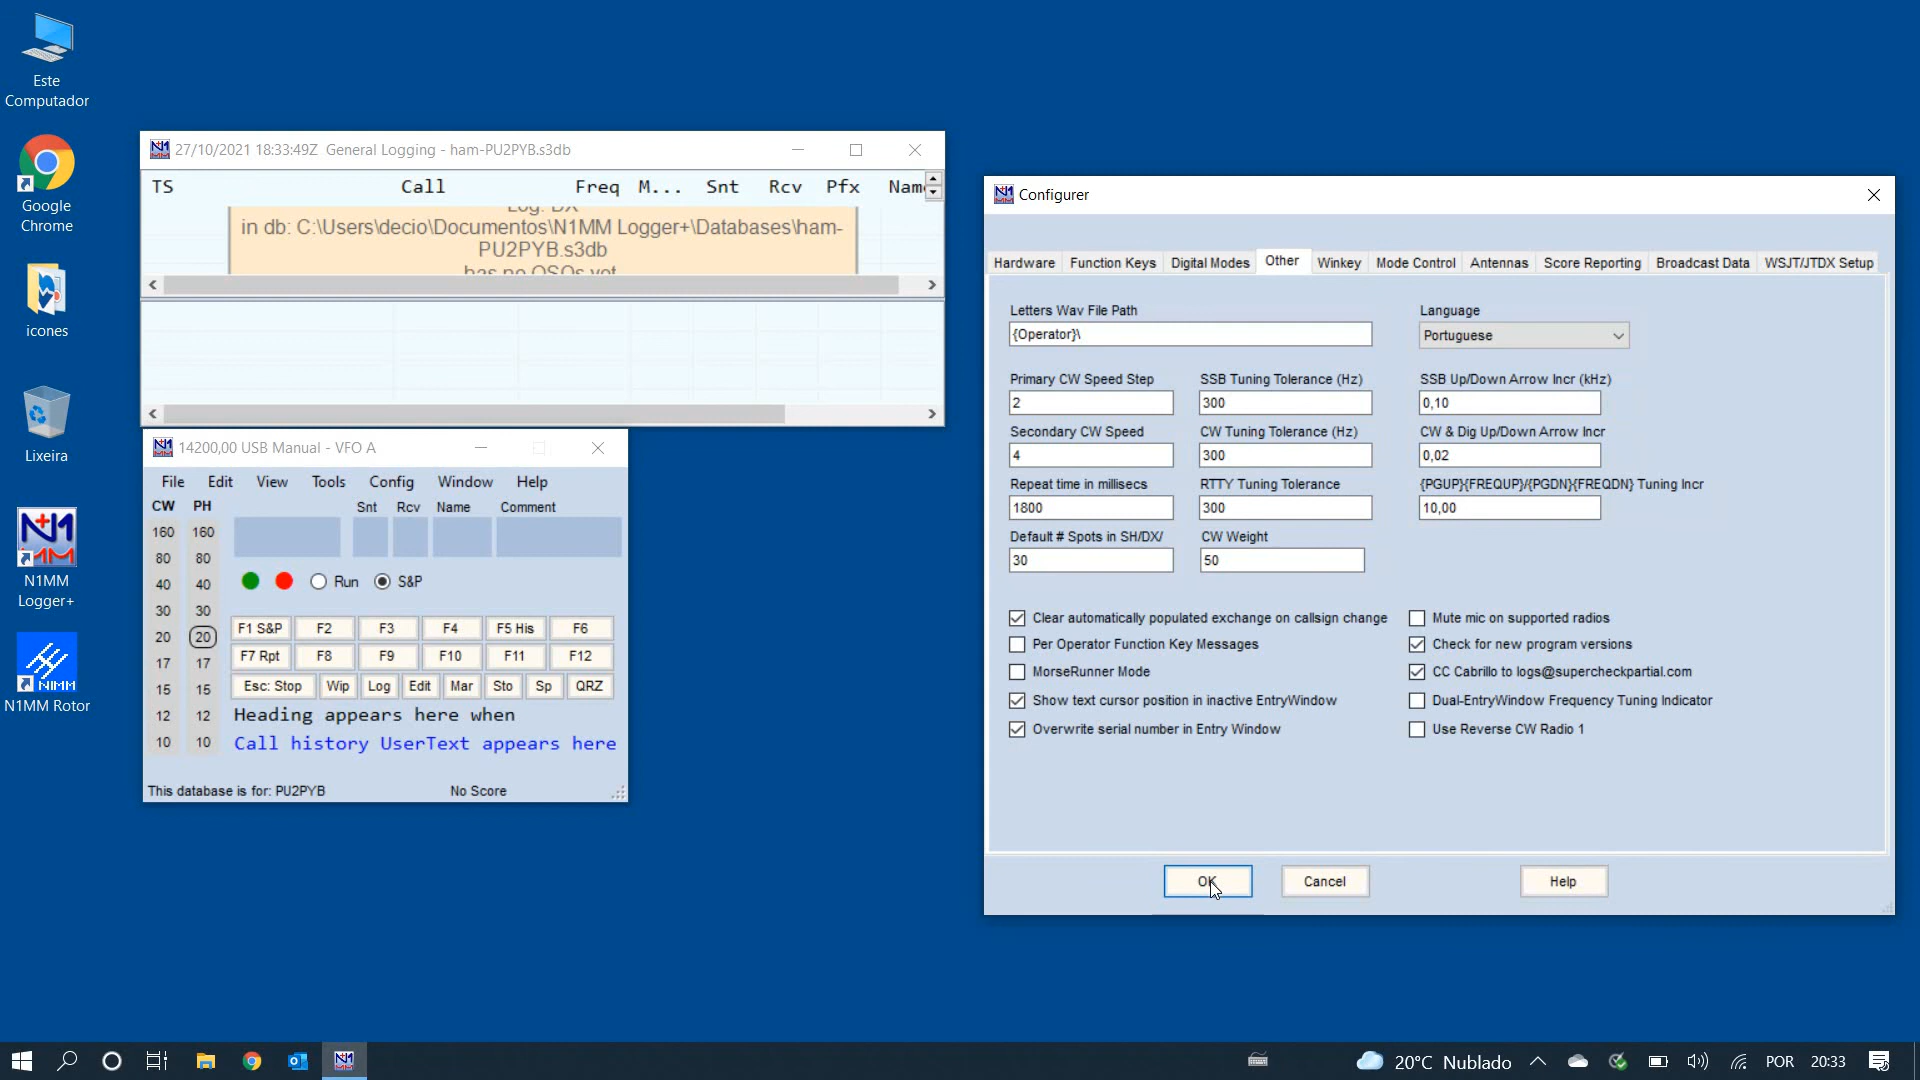 Este
Computador
Google
Chrome
icones
Lixeira
N1MM
Logger+
N1MM Rotor
27/10/2021 18:33:49Z General Logging - ham-PU2PYB.s3db
TS Call Freq M... Snt Rcv Pfx Name
Log: DX
in db: C:\Users\decio\Documentos\N1MM Logger+\Databases\ham-
PU2PYB.s3db
has no QSOs yet
14200,00 USB Manual - VFO A
File Edit View Tools Config Window Help
CW PH Snt Rcv Name Comment
160 160
80 80
40 40
30 30
20 20
17 17
15 15
12 12
10 10
Run S&P
F1 S&P F2 F3 F4 F5 His F6
F7 Rpt F8 F9 F10 F11 F12
Esc: Stop Wip Log Edit Mar Sto Sp QRZ
Heading appears here when
Call history UserText appears here
This database is for: PU2PYB No Score
Configurer
Hardware Function Keys Digital Modes Other Winkey Mode Control Antennas Score Reporting Broadcast Data WSJT/JTDX Setup
Letters Wav File Path Language
{Operator}\ Portuguese
Primary CW Speed Step SSB Tuning Tolerance (Hz) SSB Up/Down Arrow Incr (kHz)
2 300 0,10
Secondary CW Speed CW Tuning Tolerance (Hz) CW & Dig Up/Down Arrow Incr
4 300 0,02
Repeat time in millisecs RTTY Tuning Tolerance {PGUP}{FREQUP}/{PGDN}{FREQDN} Tuning Incr
1800 300 10,00
Default # Spots in SH/DX/ CW Weight
30 50
Clear automatically populated exchange on callsign change Mute mic on supported radios
Per Operator Function Key Messages Check for new program versions
MorseRunner Mode CC Cabrillo to logs@supercheckpartial.com
Show text cursor position in inactive EntryWindow Dual-EntryWindow Frequency Tuning Indicator
Overwrite serial number in Entry Window Use Reverse CW Radio 1
OK Cancel Help
20°C Nublado POR 20:33